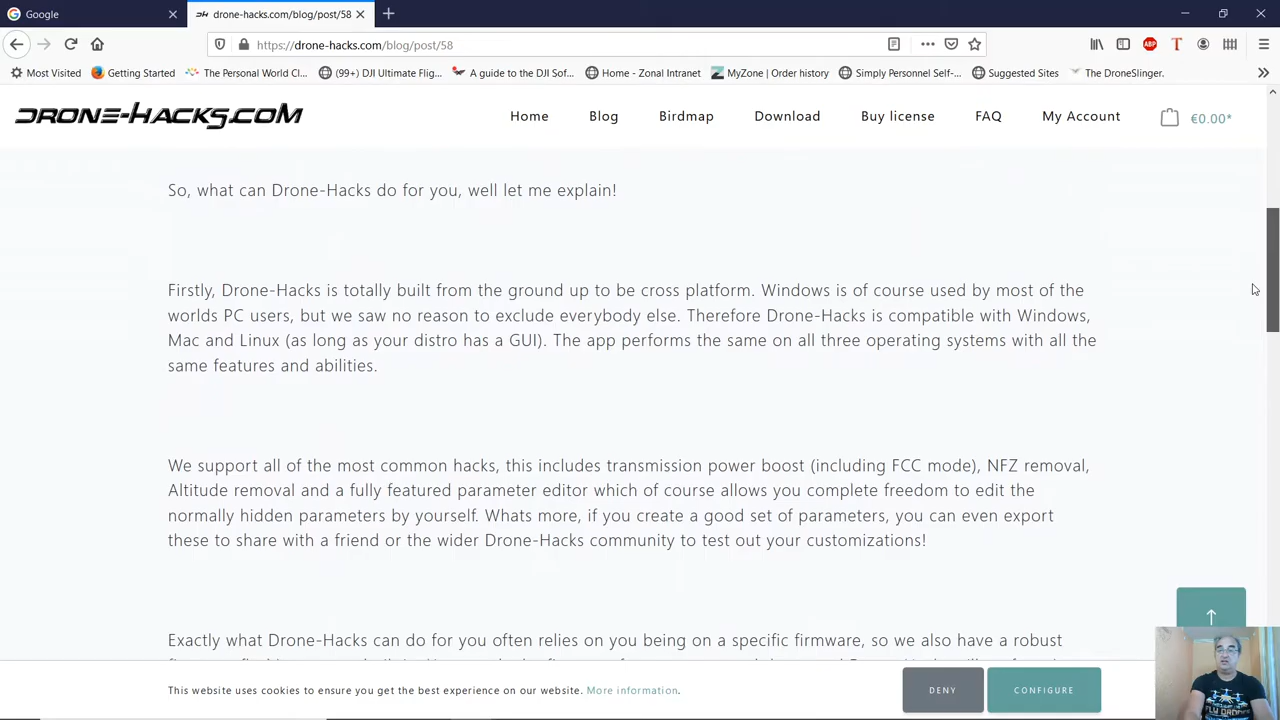 Google
drone-hacks.com/blog/post/58
https://drone-hacks.com/blog/post/58
Most Visited
Getting Started
The Personal World Cl...
(99+) DJI Ultimate Flig...
A guide to the DJI Sof...
Home - Zonal Intranet
MyZone | Order history
Simply Personnel Self-...
Suggested Sites
The DroneSlinger.
DRONE-HACKS.COM
Home
Blog
Birdmap
Download
Buy license
FAQ
My Account
€0.00*
So, what can Drone-Hacks do for you, well let me explain!
Firstly, Drone-Hacks is totally built from the ground up to be cross platform. Windows is of course used by most of the
worlds PC users, but we saw no reason to exclude everybody else. Therefore Drone-Hacks is compatible with Windows,
Mac and Linux (as long as your distro has a GUI). The app performs the same on all three operating systems with all the
same features and abilities.
We support all of the most common hacks, this includes transmission power boost (including FCC mode), NFZ removal,
Altitude removal and a fully featured parameter editor which of course allows you complete freedom to edit the
normally hidden parameters by yourself. Whats more, if you create a good set of parameters, you can even export
these to share with a friend or the wider Drone-Hacks community to test out your customizations!
Exactly what Drone-Hacks can do for you often relies on you being on a specific firmware, so we also have a robust
This website uses cookies to ensure you get the best experience on our website. More information.
DENY
CONFIGURE
FLY DRONES